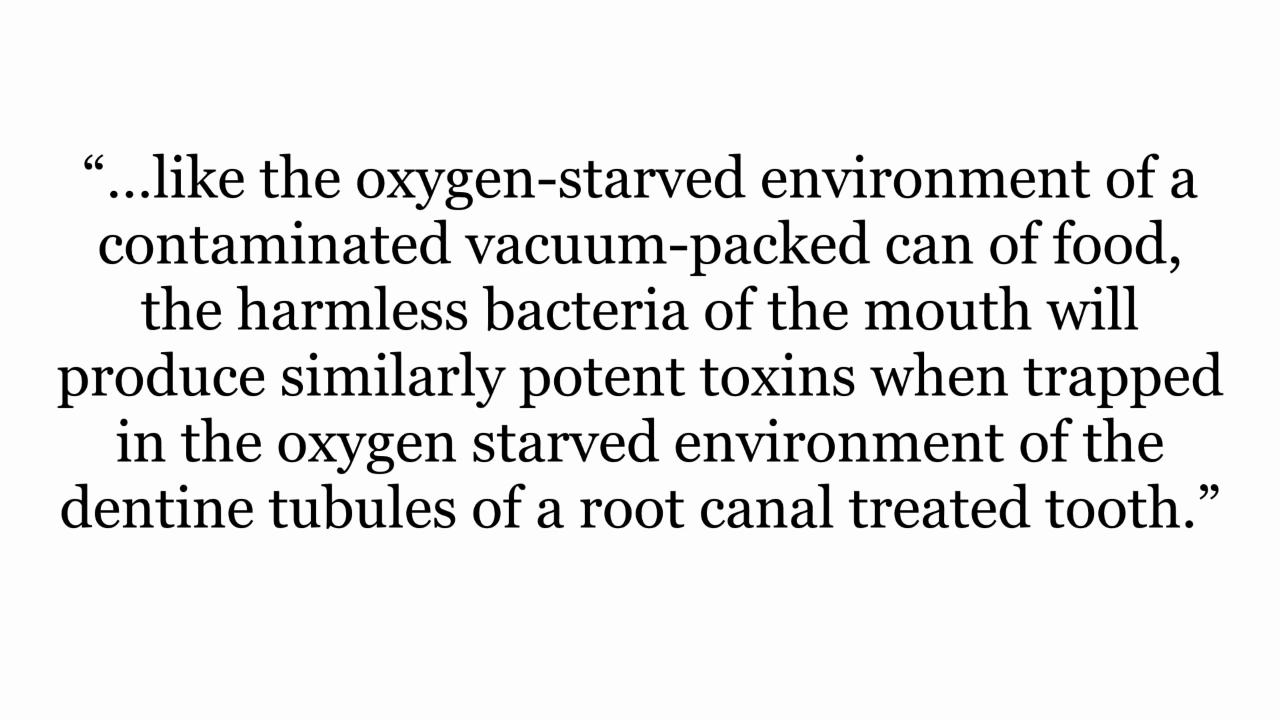 “...like the oxygen-starved environment of a
contaminated vacuum-packed can of food,
the harmless bacteria of the mouth will
produce similarly potent toxins when trapped
in the oxygen starved environment of the
dentine tubules of a root canal treated tooth.”